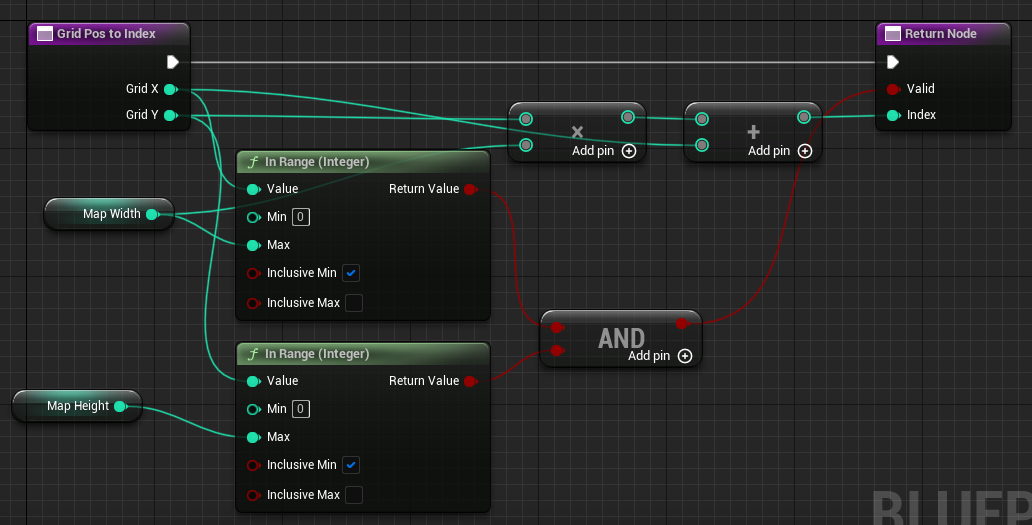 Grid Pos to Index
Grid X
Grid Y
Return Node
Valid
Index
×
Add pin
+
Add pin
Map Width
f In Range (Integer)
Value
Return Value
Min 0
Max
Inclusive Min
Inclusive Max
AND
Add pin
Map Height
f In Range (Integer)
Value
Return Value
Min 0
Max
Inclusive Min
Inclusive Max